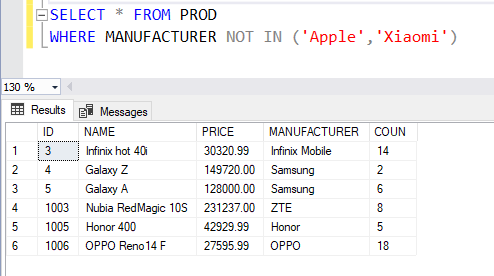 SELECT * FROM PROD
WHERE MANUFACTURER NOT IN ('Apple','Xiaomi')
130 %
Results Messages
ID NAME PRICE MANUFACTURER COUN
1 3 Infinix hot 40i 30320.99 Infinix Mobile 14
2 4 Galaxy Z 149720.00 Samsung 2
3 5 Galaxy A 128000.00 Samsung 6
4 1003 Nubia RedMagic 10S 231237.00 ZTE 8
5 1005 Honor 400 42929.99 Honor 5
6 1006 OPPO Reno14 F 27595.99 OPPO 18